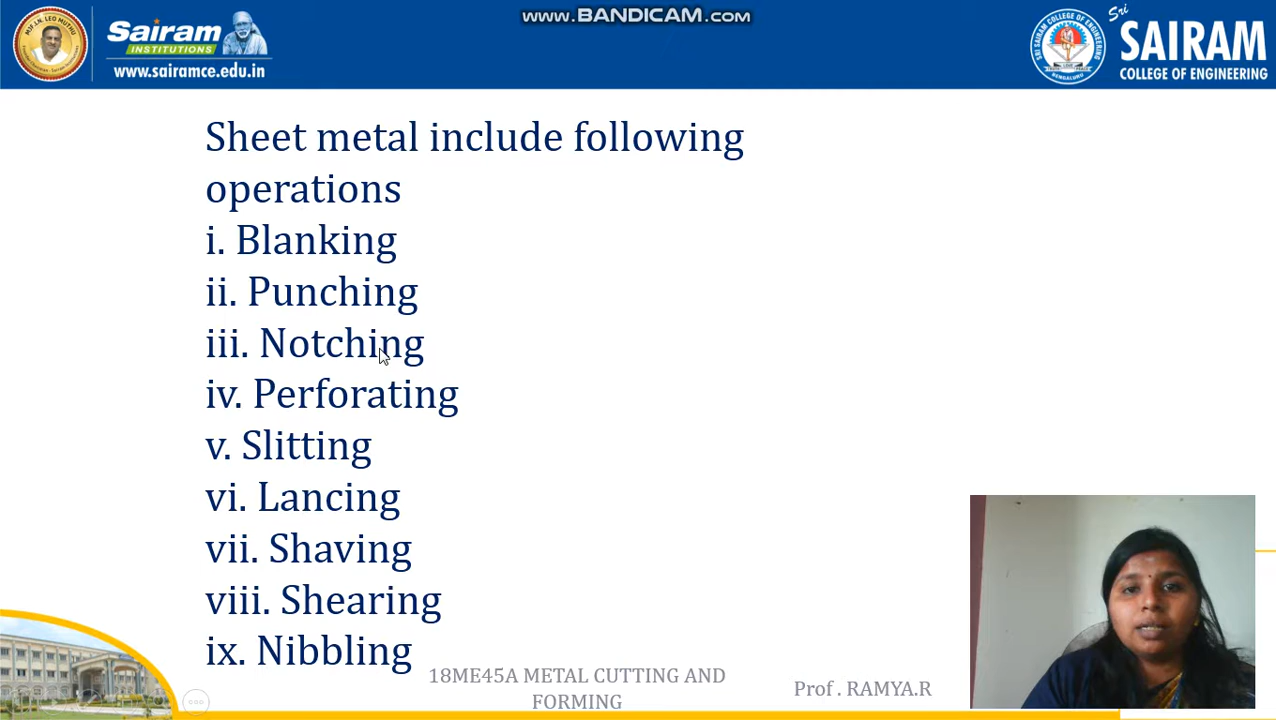 www.BANDICAM.com
Sairam
INSTITUTIONS
www.sairamce.edu.in
Sri
SAIRAM
COLLEGE OF ENGINEERING
Sheet metal include following
operations
i. Blanking
ii. Punching
iii. Notching
iv. Perforating
v. Slitting
vi. Lancing
vii. Shaving
viii. Shearing
ix. Nibbling
18ME45A METAL CUTTING AND
FORMING
Prof . RAMYA.R